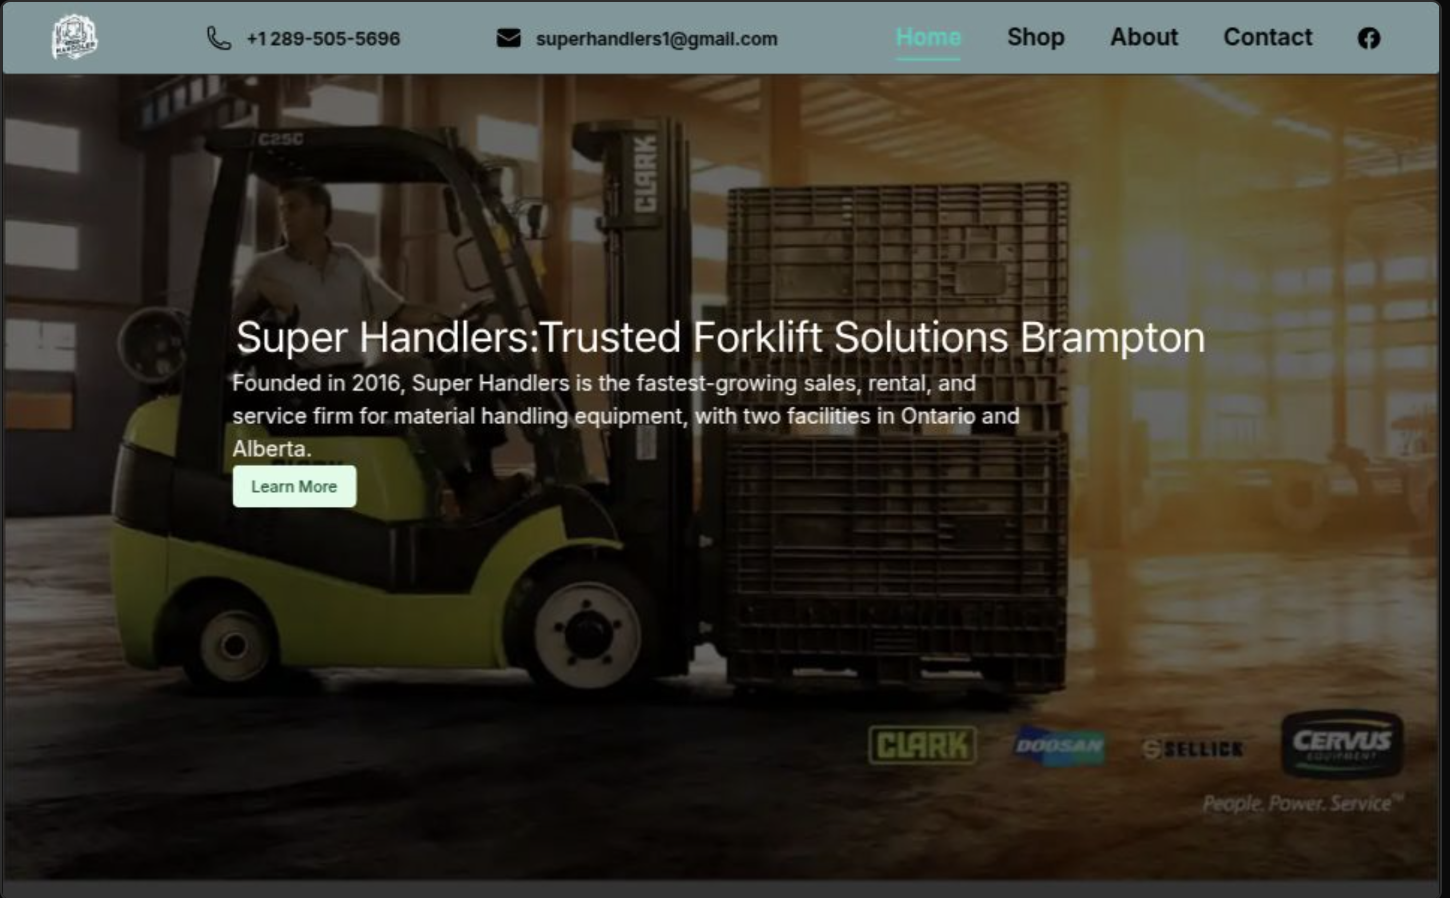 +1 289-505-5696
superhandlers1@gmail.com
Home
Shop
About
Contact
C25C
CLARK
Super Handlers:Trusted Forklift Solutions Brampton
Founded in 2016, Super Handlers is the fastest-growing sales, rental, and
service firm for material handling equipment, with two facilities in Ontario and
Alberta.
Learn More
CLARK
DOOSAN
SELLICK
CERVUS
EQUIPMENT
People. Power. Service™